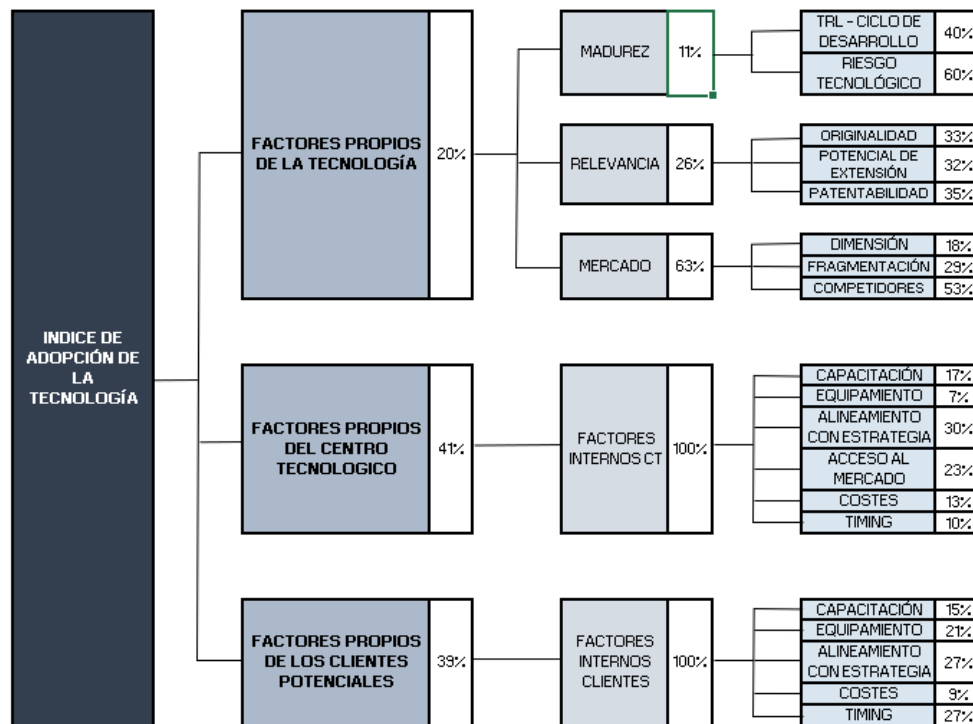 INDICE DE
ADOPCIÓN DE
LA
TECNOLOGÍA
FACTORES PROPIOS
DE LA TECNOLOGÍA
20%
MADUREZ
11%
TRL - CICLO DE
DESARROLLO
40%
RIESGO
TECNOLÓGICO
60%
RELEVANCIA
26%
ORIGINALIDAD
33%
POTENCIAL DE
EXTENSIÓN
32%
PATENTABILIDAD
35%
MERCADO
63%
DIMENSIÓN
18%
FRAGMENTACIÓN
29%
COMPETIDORES
53%
FACTORES PROPIOS
DEL CENTRO
TECNOLOGICO
41%
FACTORES
INTERNOS CT
100%
CAPACITACIÓN
17%
EQUIPAMIENTO
7%
ALINEAMIENTO
CON ESTRATEGIA
30%
ACCESO AL
MERCADO
23%
COSTES
13%
TIMING
10%
FACTORES PROPIOS
DE LOS CLIENTES
POTENCIALES
39%
FACTORES
INTERNOS
CLIENTES
100%
CAPACITACIÓN
15%
EQUIPAMIENTO
21%
ALINEAMIENTO
CON ESTRATEGIA
27%
COSTES
9%
TIMING
27%